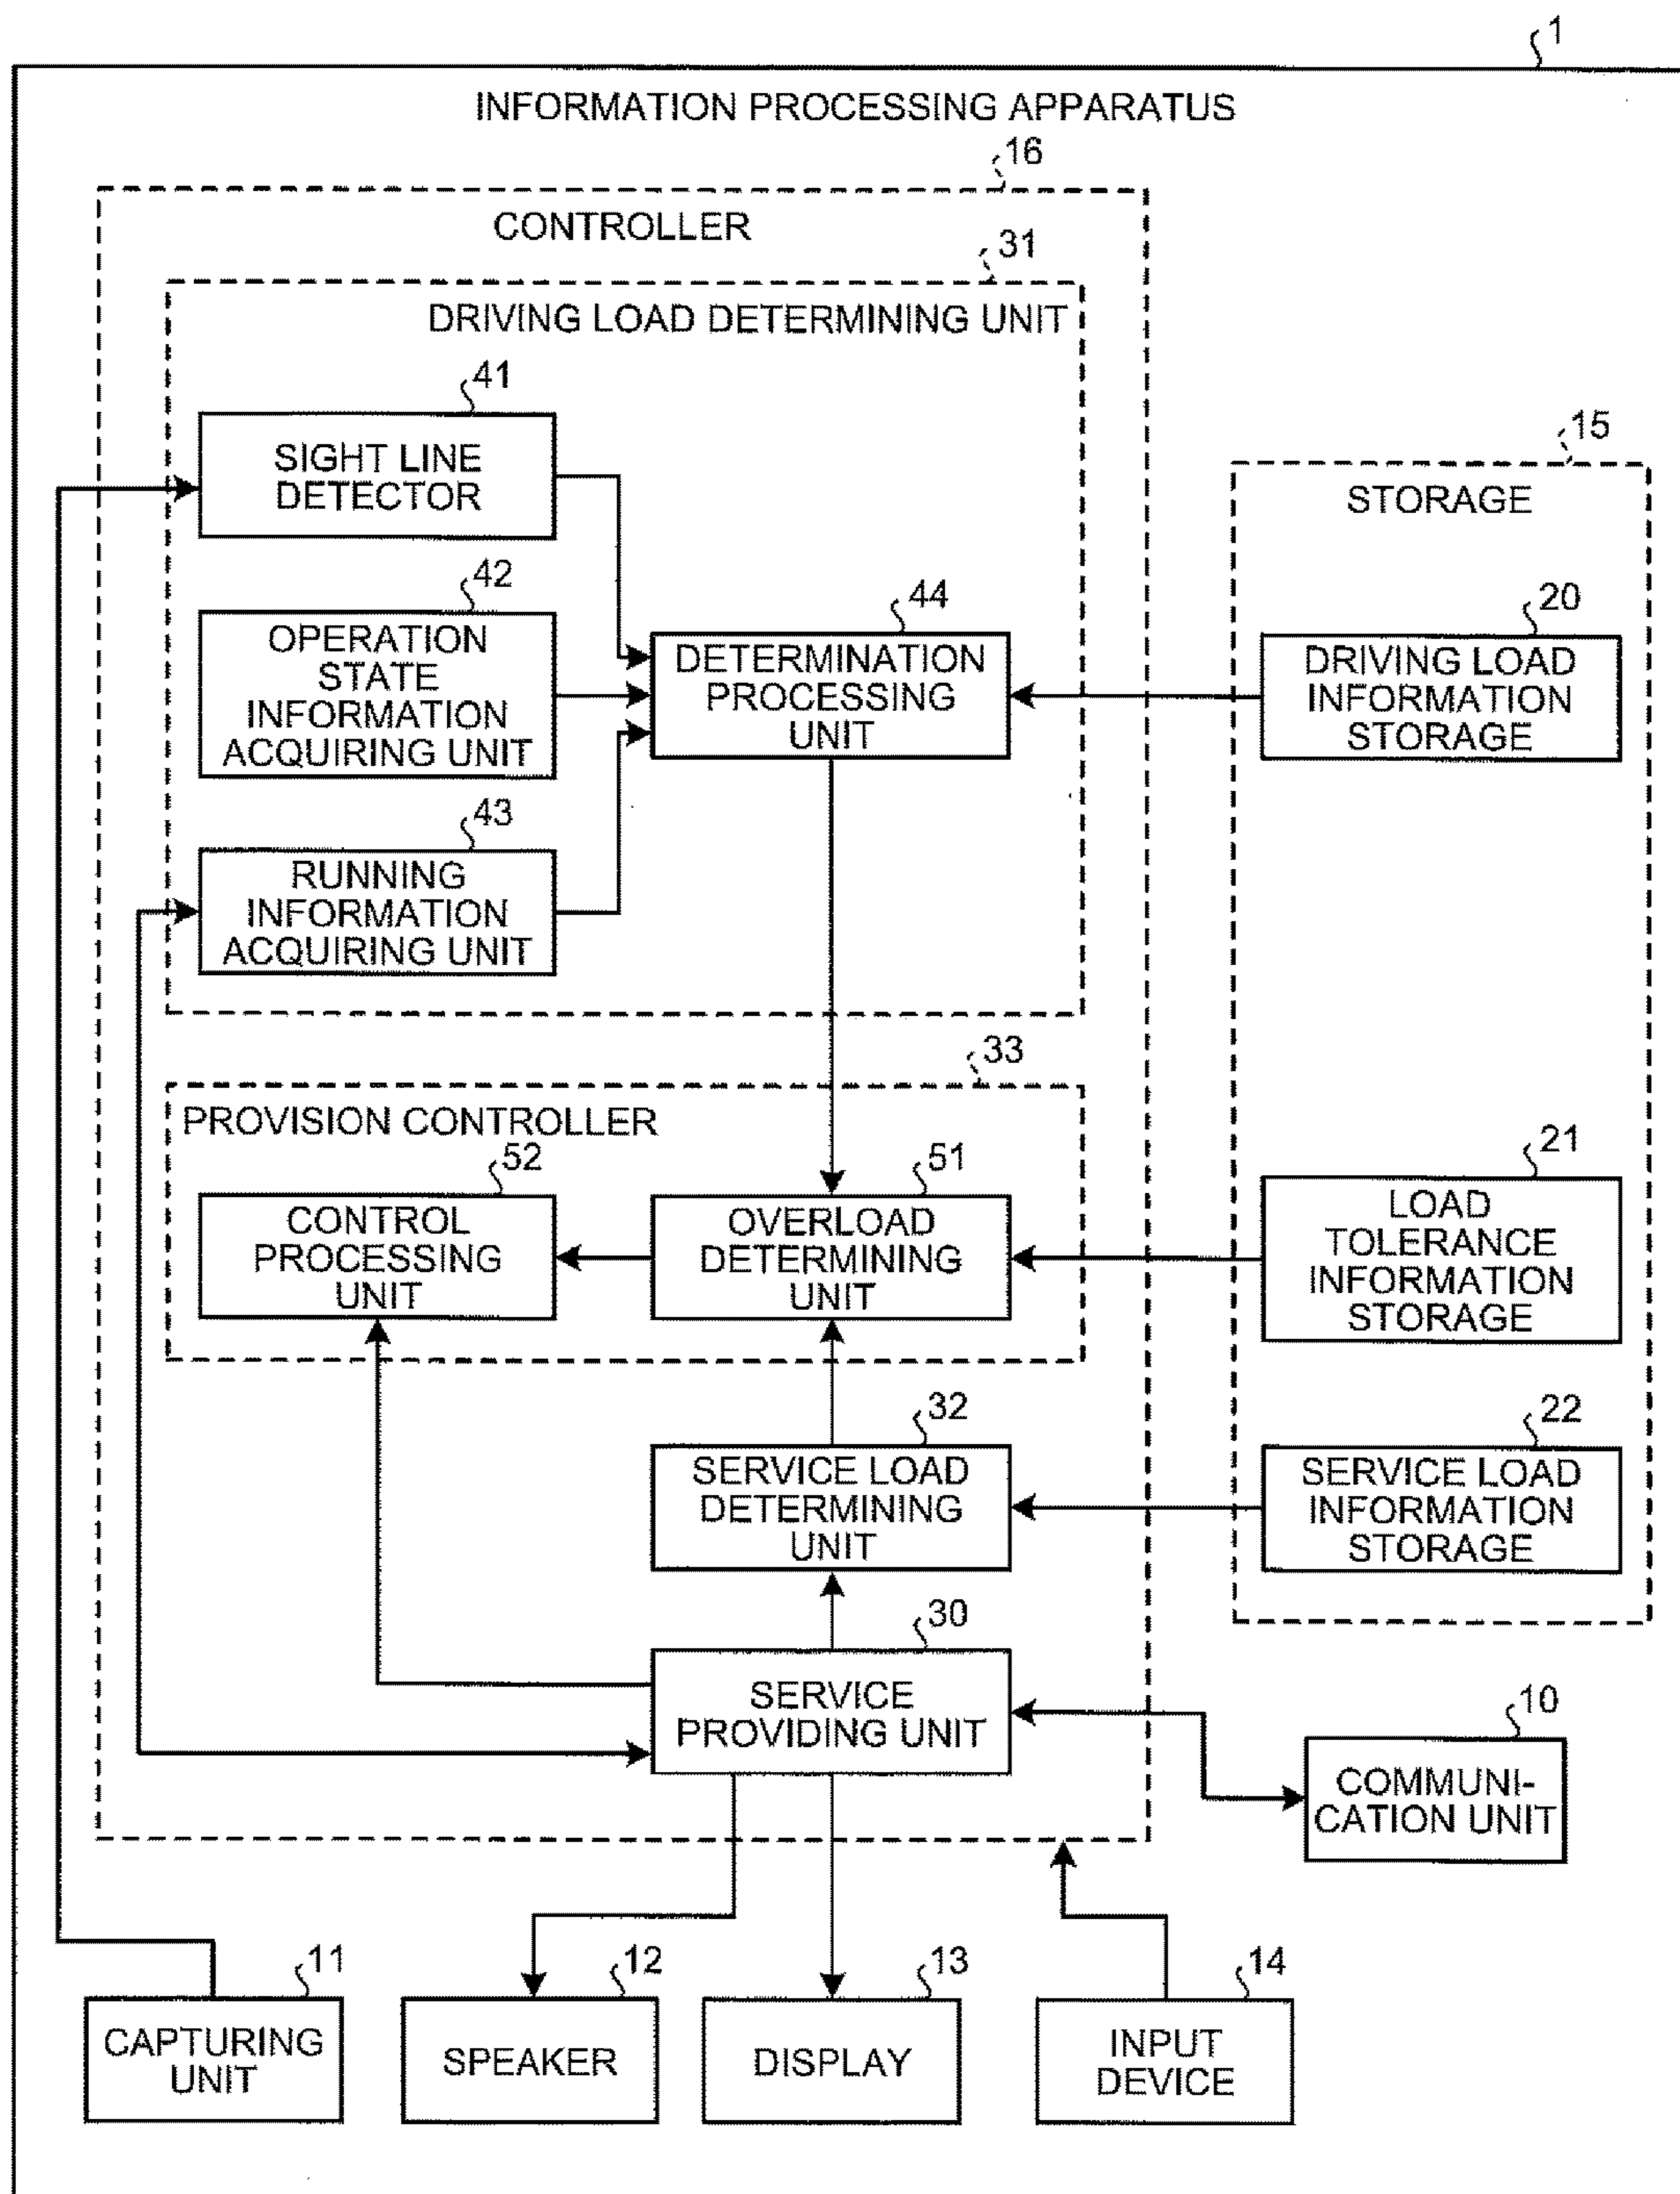 1
INFORMATION PROCESSING APPARATUS
16
CONTROLLER
31
DRIVING LOAD DETERMINING UNIT
41
SIGHT LINE
DETECTOR
42
OPERATION
STATE
INFORMATION
ACQUIRING UNIT
43
RUNNING
INFORMATION
ACQUIRING UNIT
44
DETERMINATION
PROCESSING
UNIT
15
STORAGE
20
DRIVING LOAD
INFORMATION
STORAGE
33
PROVISION CONTROLLER
52
CONTROL
PROCESSING
UNIT
51
OVERLOAD
DETERMINING
UNIT
21
LOAD
TOLERANCE
INFORMATION
STORAGE
32
SERVICE LOAD
DETERMINING
UNIT
22
SERVICE LOAD
INFORMATION
STORAGE
30
SERVICE
PROVIDING UNIT
10
COMMUNI-
CATION UNIT
11
CAPTURING
UNIT
12
SPEAKER
13
DISPLAY
14
INPUT
DEVICE